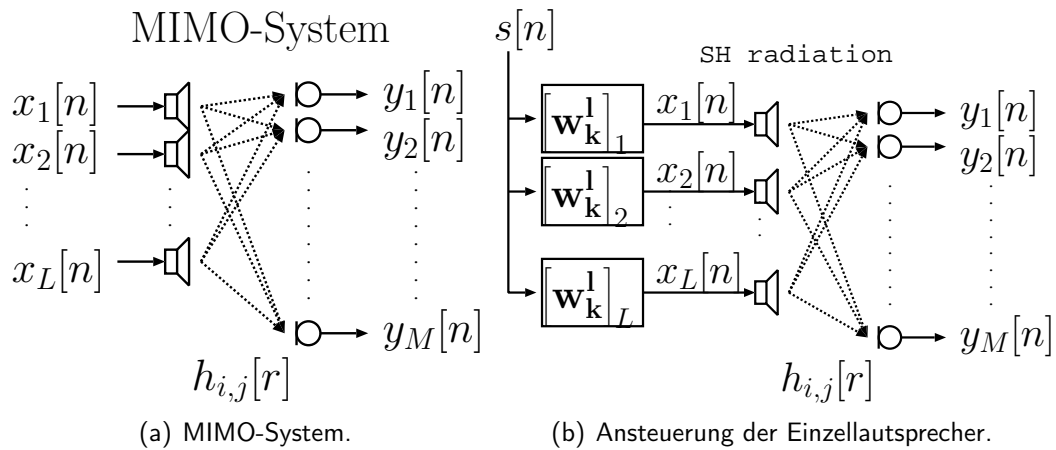 MIMO-System
x_1[n]
x_2[n]
x_L[n]
y_1[n]
y_2[n]
y_M[n]
h_{i,j}[r]
(a) MIMO-System.
s[n]
SH radiation
[w_k^l]_1
[w_k^l]_2
[w_k^l]_L
x_1[n]
x_2[n]
x_L[n]
y_1[n]
y_2[n]
y_M[n]
h_{i,j}[r]
(b) Ansteuerung der Einzellautsprecher.